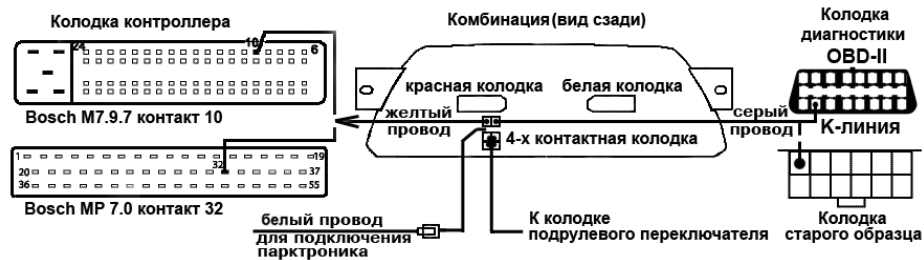 Колодка контроллера
24
10
6
Bosch M7.9.7 контакт 10
1
19
32
20
37
36
55
Bosch MP 7.0 контакт 32
Комбинация (вид сзади)
красная колодка
белая колодка
желтый
провод
серый
провод
4-х контактная колодка
белый провод
для подключения
парктроника
К колодке
подрулевого переключателя
Колодка
диагностики
OBD-II
К-линия
Колодка
старого образца